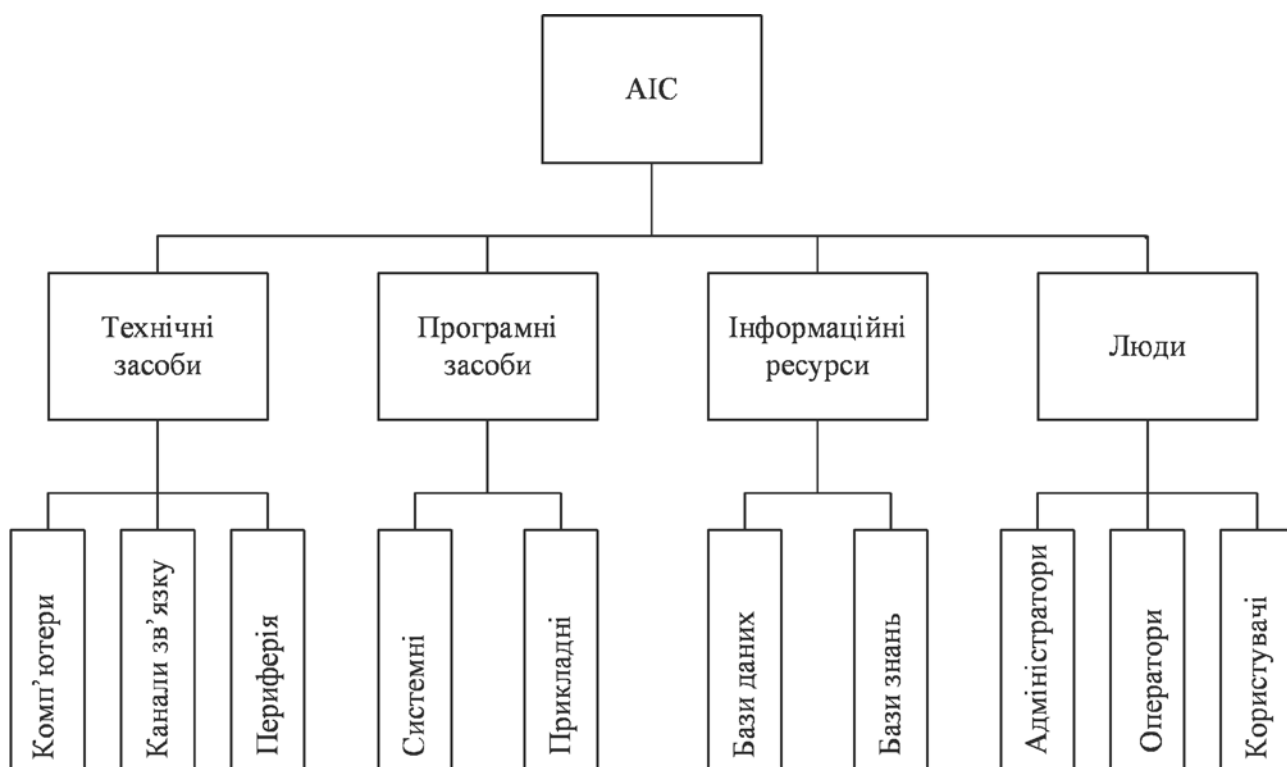 АІС
Технічні
засоби
Програмні
засоби
Інформаційні
ресурси
Люди
Комп’ютери
Канали зв’язку
Периферія
Системні
Прикладні
Бази даних
Бази знань
Адміністратори
Оператори
Користувачі